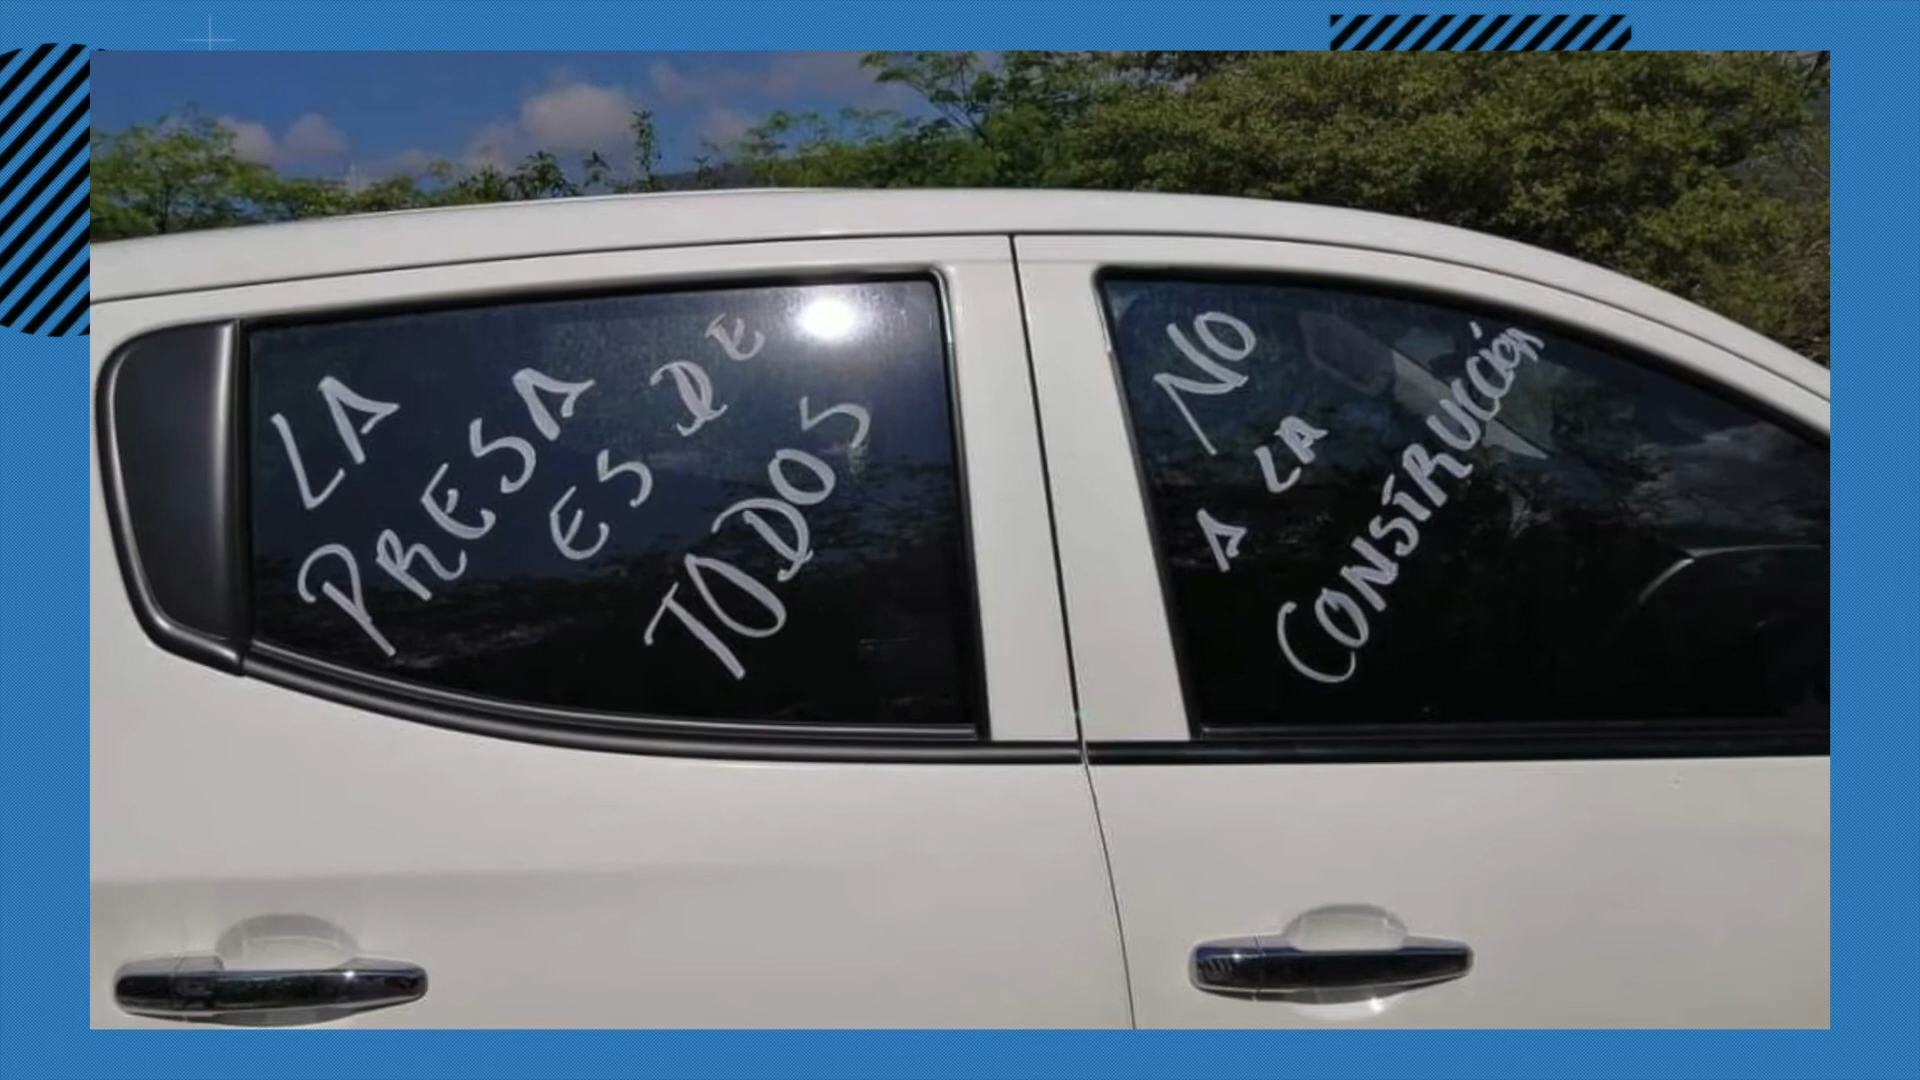 LA
PRESA
ES DE
TODOS
NO
A LA
CONSTRUCCIÓN